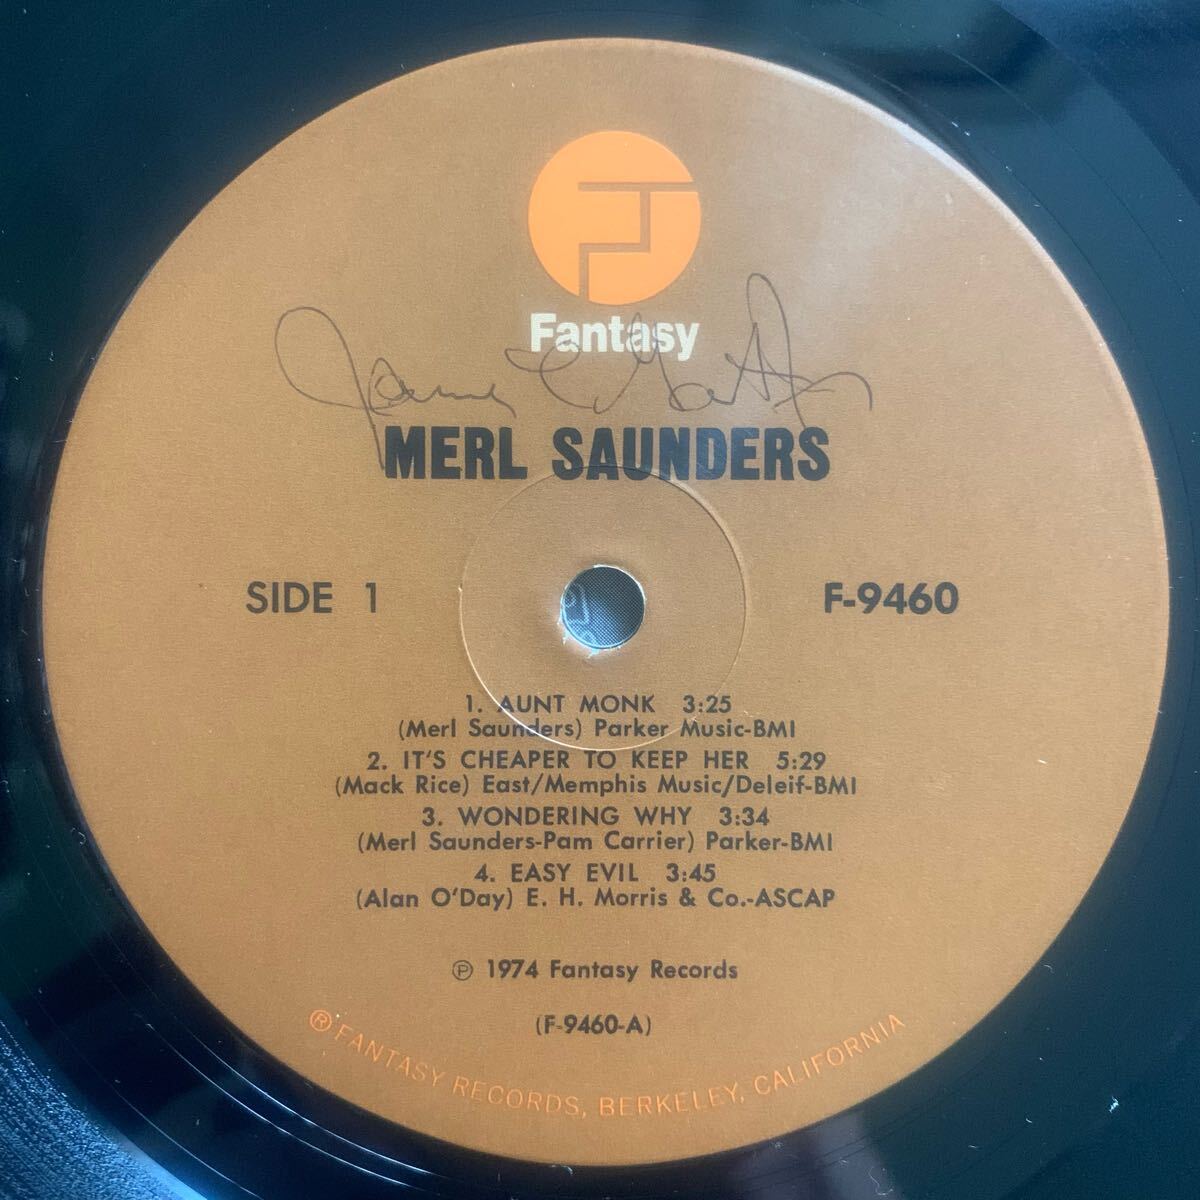 Fantasy
MERL SAUNDERS
SIDE 1
F-9460
1. AUNT MONK 3:25
(Merl Saunders) Parker Music-BMI
2. IT'S CHEAPER TO KEEP HER 5:29
(Mack Rice) East/Memphis Music/Deleif-BMI
3. WONDERING WHY 3:34
(Merl Saunders-Pam Carrier) Parker-BMI
4. EASY EVIL 3:45
(Alan O'Day) E. H. Morris & Co.-ASCAP
℗ 1974 Fantasy Records
(F-9460-A)
® FANTASY RECORDS, BERKELEY, CALIFORNIA